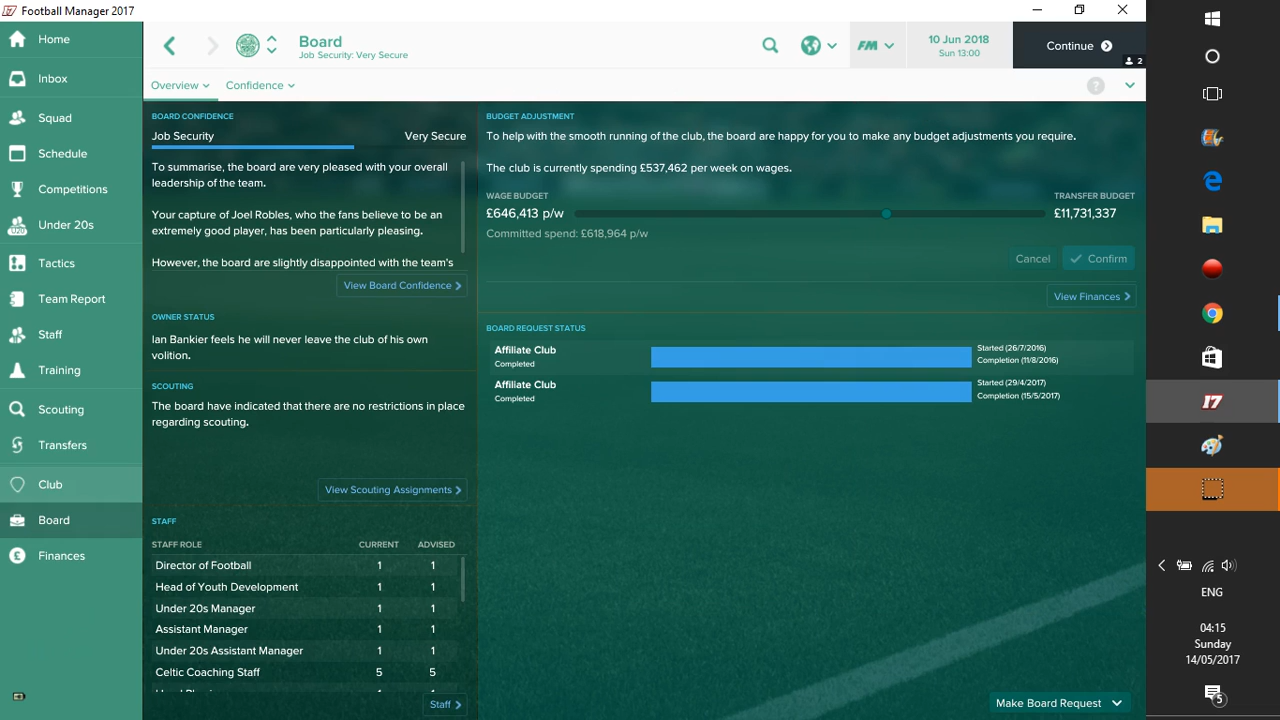 Football Manager 2017
Home
Inbox
Squad
Schedule
Competitions
Under 20s
Tactics
Team Report
Staff
Training
Scouting
Transfers
Club
Board
Finances
Board
Job Security: Very Secure
FM
10 Jun 2018
Sun 13:00
Continue
2
Overview
Confidence
?
BOARD CONFIDENCE
Job Security Very Secure
To summarise, the board are very pleased with your overall
leadership of the team.
Your capture of Joel Robles, who the fans believe to be an
extremely good player, has been particularly pleasing.
However, the board are slightly disappointed with the team's
View Board Confidence
OWNER STATUS
Ian Bankier feels he will never leave the club of his own
volition.
SCOUTING
The board have indicated that there are no restrictions in place
regarding scouting.
View Scouting Assignments
STAFF
STAFF ROLE CURRENT ADVISED
Director of Football 1 1
Head of Youth Development 1 1
Under 20s Manager 1 1
Assistant Manager 1 1
Under 20s Assistant Manager 1 1
Celtic Coaching Staff 5 5
Staff
BUDGET ADJUSTMENT
To help with the smooth running of the club, the board are happy for you to make any budget adjustments you require.
The club is currently spending £537,462 per week on wages.
WAGE BUDGET TRANSFER BUDGET
£646,413 p/w £11,731,337
Committed spend: £618,964 p/w
Cancel Confirm
View Finances
BOARD REQUEST STATUS
Affiliate Club Started (26/7/2016)
Completed Completion (11/8/2016)
Affiliate Club Started (29/4/2017)
Completed Completion (15/5/2017)
Make Board Request
17
ENG
04:15
Sunday
14/05/2017
5